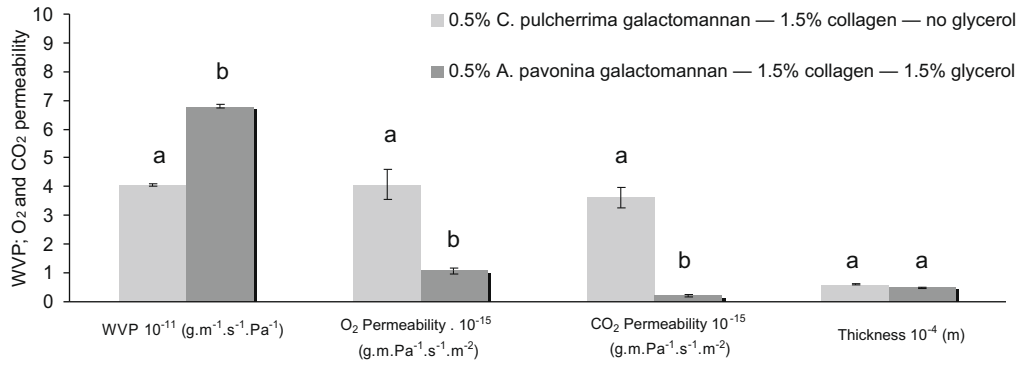 0.5% C. pulcherrima galactomannan — 1.5% collagen — no glycerol
0.5% A. pavonina galactomannan — 1.5% collagen — 1.5% glycerol
WVP; O₂ and CO₂ permeability
10
9
8
7
6
5
4
3
2
1
0
a
b
a
b
a
b
a
a
WVP 10⁻¹¹ (g.m⁻¹.s⁻¹.Pa⁻¹)
O₂ Permeability . 10⁻¹⁵
(g.m.Pa⁻¹.s⁻¹.m⁻²)
CO₂ Permeability 10⁻¹⁵
(g.m.Pa⁻¹.s⁻¹.m⁻²)
Thickness 10⁻⁴ (m)